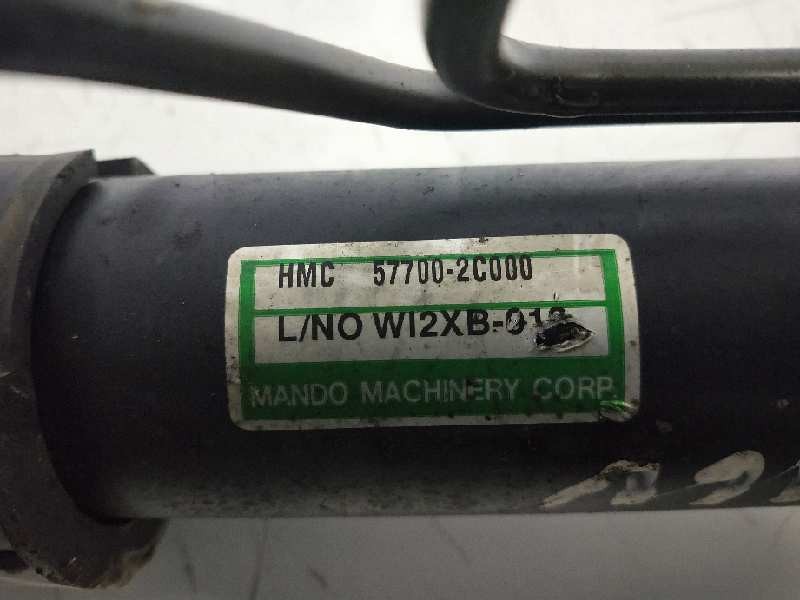 HMC 57700-2C000
L/NO WI2XB-01
MANDO MACHINERY CORP